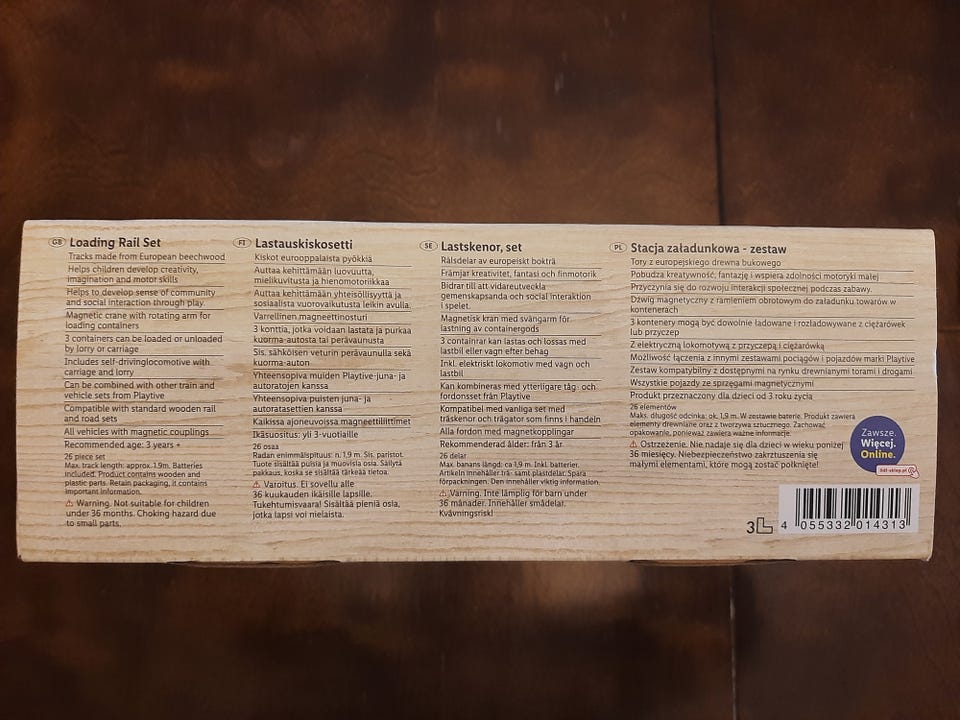 GB Loading Rail Set
Tracks made from European beechwood
Helps children develop creativity,
imagination and motor skills
Helps to develop sense of community
and social interaction through play.
Magnetic crane with rotating arm for
loading containers
3 containers can be loaded or unloaded
by lorry or carriage
Includes self-drivinglocomotive with
carriage and lorry
Can be combined with other train and
vehicle sets from Playtive
Compatible with standard wooden rail
and road sets
All vehicles with magnetic couplings
Recommended age: 3 years +
26 piece set
Max. track length: approx. 1.9m. Batteries
included. Product contains wooden and
plastic parts. Retain packaging, it contains
important information.
Warning. Not suitable for children
under 36 months. Choking hazard due
to small parts.
FI Lastauskiskosetti
Kiskot eurooppalaista pyökkiä
Auttaa kehittämään luovuutta,
mielikuvitusta ja hienomotoriikkaa
Auttaa kehittämään yhteisöllisyyttä ja
sosiaalista vuorovaikutusta leikin avulla
Varrellinen magneettinosturi
3 konttia, jotka voidaan lastata ja purkaa
kuorma-autosta tai perävaunusta
Sis. sähköisen veturin perävaunulla sekä
kuorma-auton
Yhteensopiva muiden Playtive-juna- ja
autoratojen kanssa
Yhteensopiva puisten juna- ja
autoratasettien kanssa
Kaikissa ajoneuvoissa magneettiliittimet
Ikäsuositus: yli 3-vuotiaille
26 osaa
Radan enimmäispituus: n. 1,9 m. Sis. paristot.
Tuote sisältää puisia ja muovisia osia. Säilytä
pakkaus, koska se sisältää tärkeää tietoa.
Varoitus. Ei sovellu alle
36 kuukauden ikäisille lapsille.
Tukehtumisvaara! Sisältää pieniä osia,
jotka lapsi voi nielaista.
SE Lastskenor, set
Rälsdelar av europeiskt bokträ
Främjar kreativitet, fantasi och finmotorik
Bidrar till att vidareutveckla
gemenskapsanda och social interaktion
i spelet.
Magnetisk kran med svängarm för
lastning av containergods
3 containrar kan lastas och lossas med
lastbil eller vagn efter behag
Inkl. elektriskt lokomotiv med vagn och
lastbil
Kan kombineras med ytterligare tåg- och
fordonsset från Playtive
Kompatibel med vanliga set med
träskenor och trägator som finns i handeln
Alla fordon med magnetkopplingar
Rekommenderad ålder: från 3 år.
26 delar
Max. banans längd: ca 1,9 m. Inkl. batterier.
Artikeln innehåller trä- samt plastdelar. Spara
förpackningen. Den innehåller viktig information.
Varning. Inte lämplig för barn under
36 månader. Innehåller smådelar.
Kvävningsrisk!
PL Stacja załadunkowa - zestaw
Tory z europejskiego drewna bukowego
Pobudza kreatywność, fantazję i wspiera zdolności motoryki małej
Przyczynia się do rozwoju interakcji społecznej podczas zabawy.
Dźwig magnetyczny z ramieniem obrotowym do załadunku towarów w
kontenerach
3 kontenery mogą być dowolnie ładowane i rozładowywane z ciężarówek
lub przyczep
Z elektryczną lokomotywą z przyczepą i ciężarówką
Możliwość łączenia z innymi zestawami pociągów i pojazdów marki Playtive
Zestaw kompatybilny z dostępnymi na rynku drewnianymi torami i drogami
Wszystkie pojazdy ze sprzęgami magnetycznymi
Produkt przeznaczony dla dzieci od 3 roku życia
26 elementów
Maks. długość odcinka: ok. 1,9 m. W zestawie baterie. Produkt zawiera
elementy drewniane oraz z tworzywa sztucznego. Zachować
opakowanie, ponieważ zawiera ważne informacje.
Ostrzeżenie. Nie nadaje się dla dzieci w wieku poniżej
36 miesięcy. Niebezpieczeństwo zakrztuszenia się
małymi elementami, które mogą zostać połknięte!
Zawsze.
Więcej.
Online.
lidl-sklep.pl
3L
4 055332 014313